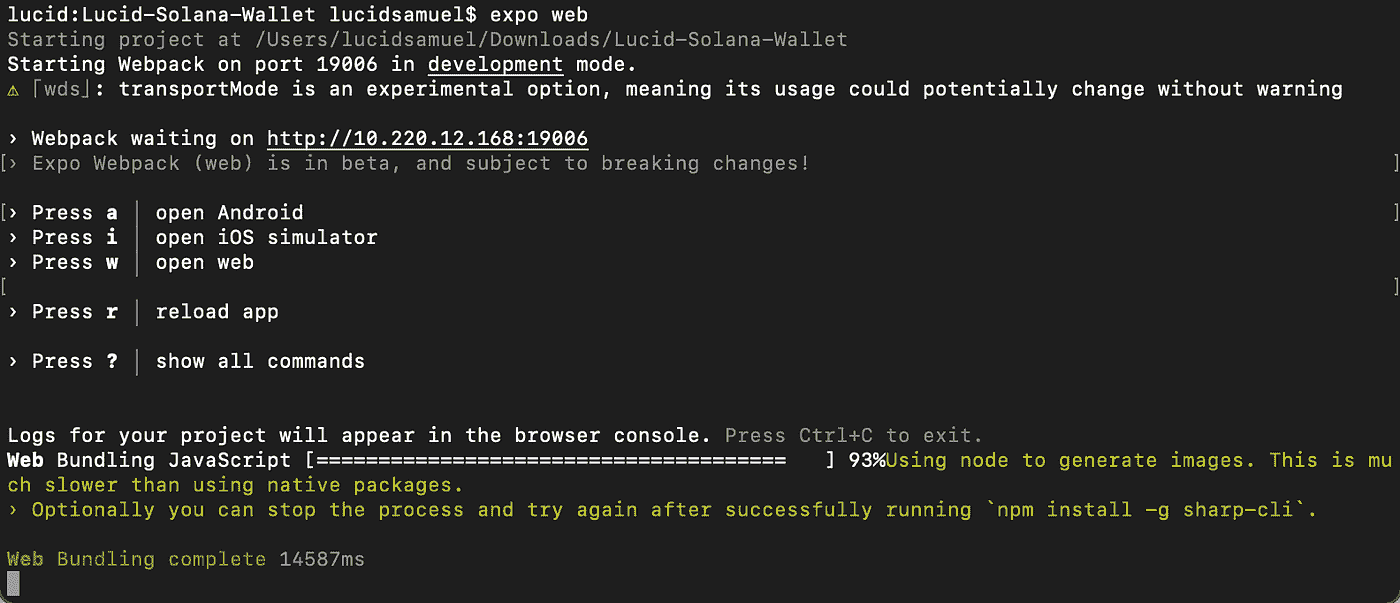 lucid:Lucid-Solana-Wallet lucidsamuel$ expo web
Starting project at /Users/lucidsamuel/Downloads/Lucid-Solana-Wallet
Starting Webpack on port 19006 in development mode.
⚠ ⌈wds⌋: transportMode is an experimental option, meaning its usage could potentially change without warning
› Webpack waiting on http://10.220.12.168:19006
[› Expo Webpack (web) is in beta, and subject to breaking changes! ]
[› Press a │ open Android ]
› Press i │ open iOS simulator
› Press w │ open web
[ ]
› Press r │ reload app
› Press ? │ show all commands
Logs for your project will appear in the browser console. Press Ctrl+C to exit.
Web Bundling JavaScript [====================================== ] 93%Using node to generate images. This is mu
ch slower than using native packages.
› Optionally you can stop the process and try again after successfully running `npm install -g sharp-cli`.
Web Bundling complete 14587ms